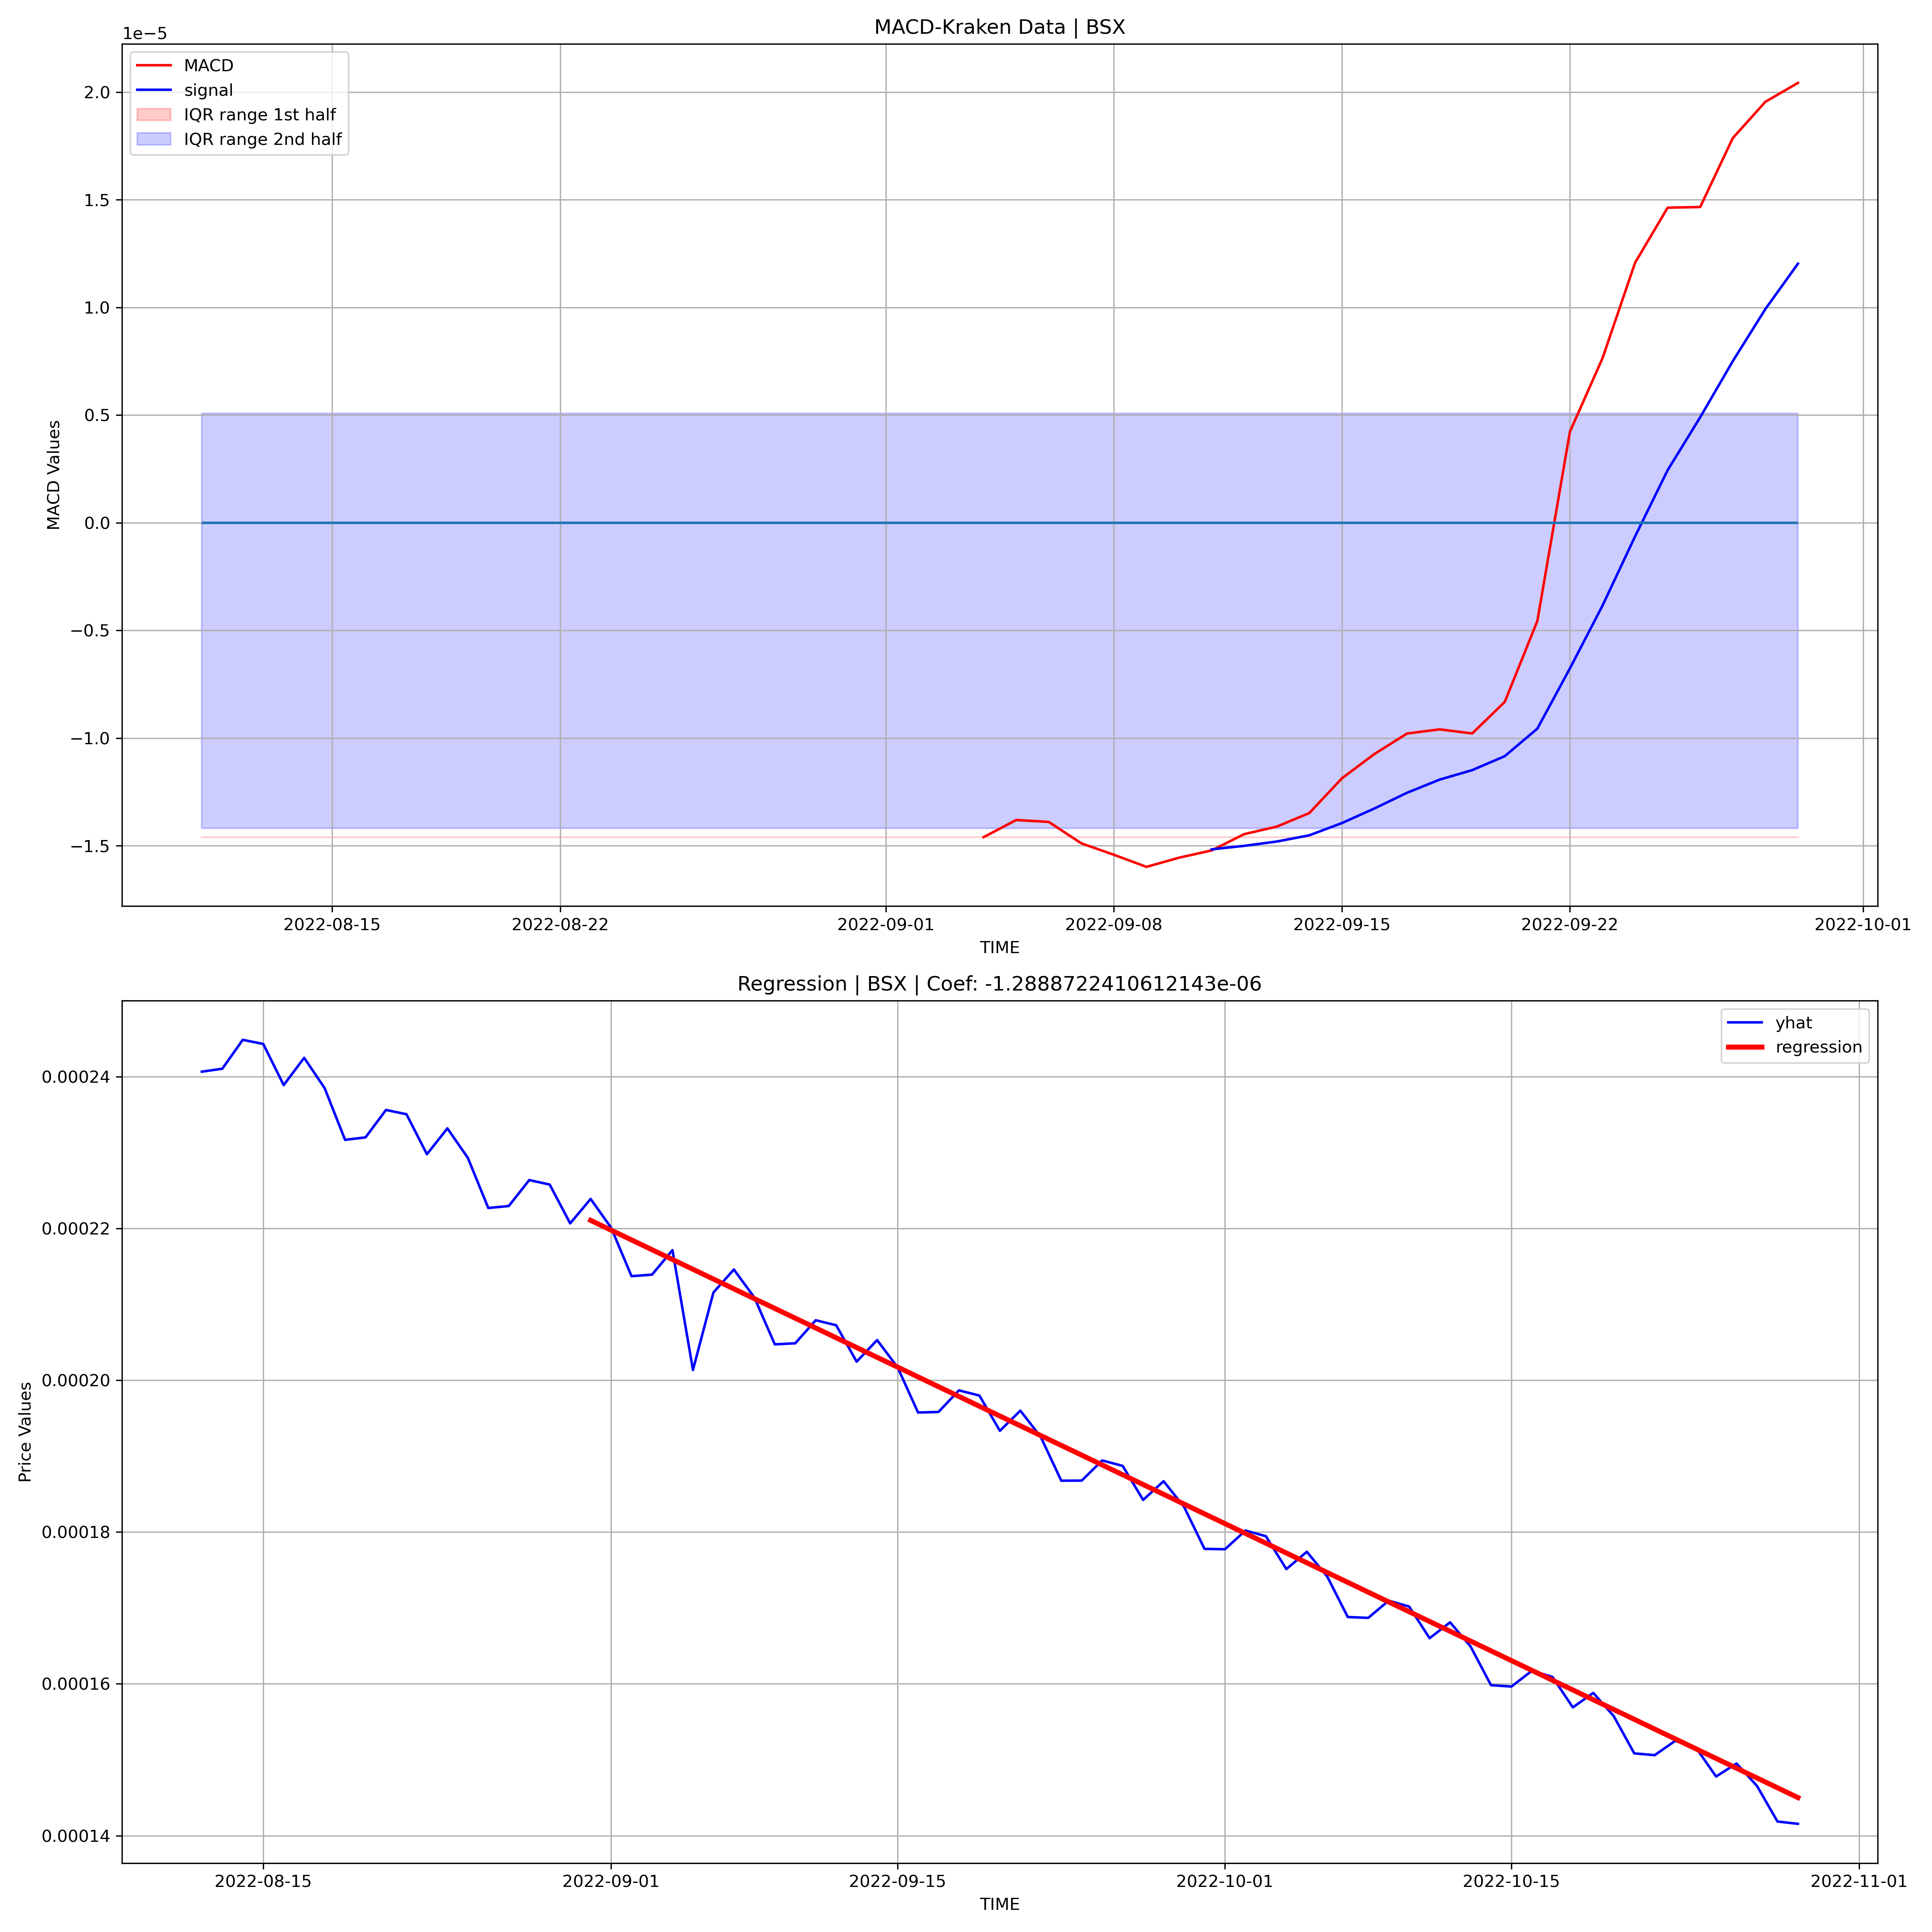 MACD-Kraken Data | BSX
1e−5
MACD
signal
IQR range 1st half
IQR range 2nd half
2.0
1.5
1.0
0.5
0.0
−0.5
−1.0
−1.5
MACD Values
2022-08-15 2022-08-22 2022-09-01 2022-09-08 2022-09-15 2022-09-22 2022-10-01
TIME
Regression | BSX | Coef: -1.2888722410612143e-06
yhat
regression
0.00024
0.00022
0.00020
0.00018
0.00016
0.00014
Price Values
2022-08-15 2022-09-01 2022-09-15 2022-10-01 2022-10-15 2022-11-01
TIME